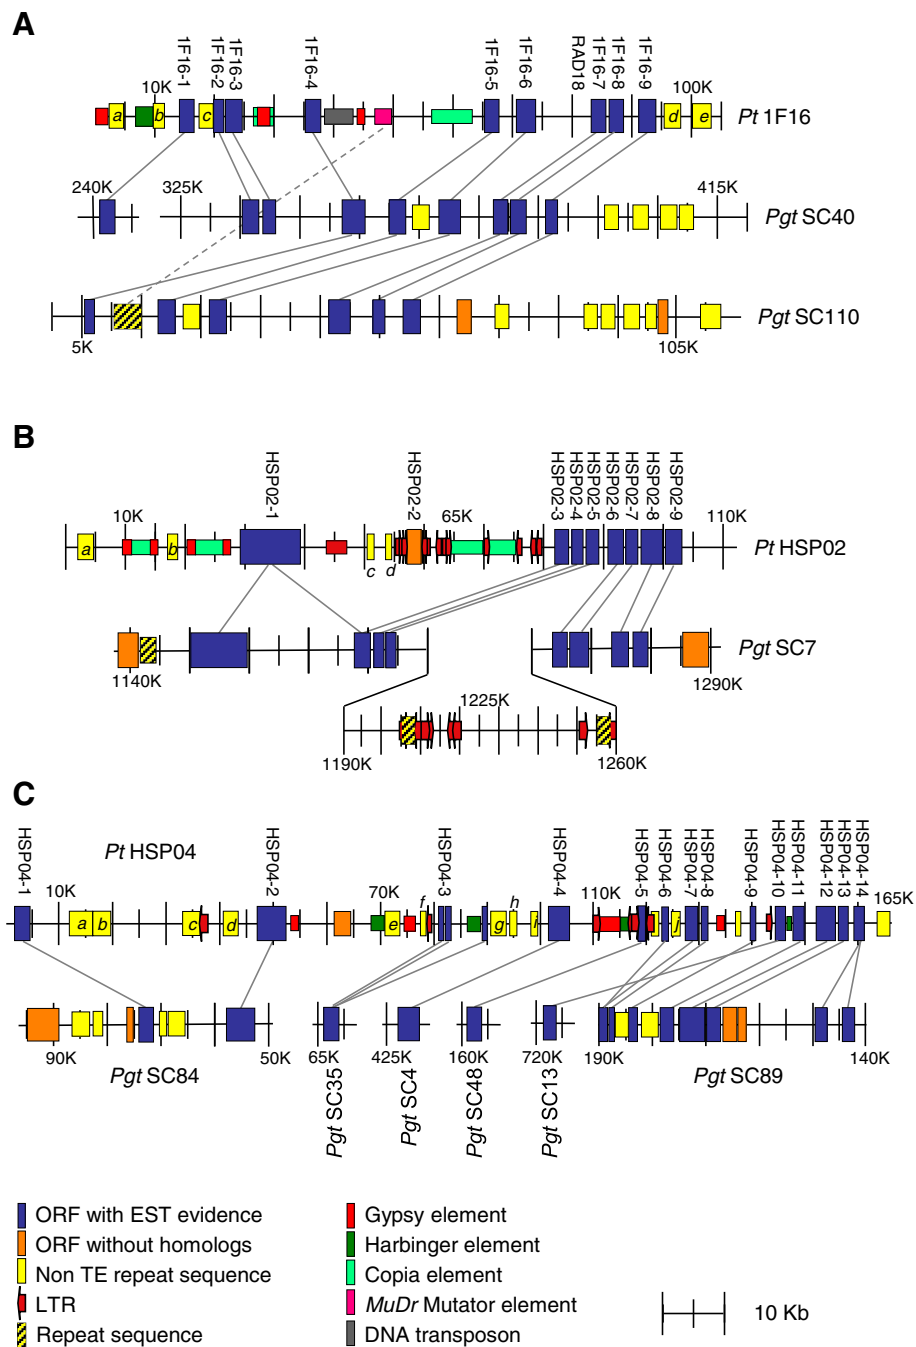 A
1F16-1
1F16-2
1F16-3
1F16-4
1F16-5
1F16-6
RAD18
1F16-7
1F16-8
1F16-9
10K
100K
a
b
c
d
e
Pt 1F16
240K
325K
415K
Pgt SC40
Pgt SC110
5K
105K
B
HSP02-1
HSP02-2
HSP02-3
HSP02-4
HSP02-5
HSP02-6
HSP02-7
HSP02-8
HSP02-9
10K
65K
110K
a
b
c
d
Pt HSP02
Pgt SC7
1140K
1290K
1225K
1190K
1260K
C
HSP04-1
HSP04-2
HSP04-3
HSP04-4
HSP04-5
HSP04-6
HSP04-7
HSP04-8
HSP04-9
HSP04-10
HSP04-11
HSP04-12
HSP04-13
HSP04-14
Pt HSP04
10K
70K
110K
165K
a
b
c
d
e
f
g
h
i
j
90K
50K
65K
425K
160K
720K
190K
140K
Pgt SC84
Pgt SC35
Pgt SC4
Pgt SC48
Pgt SC13
Pgt SC89
ORF with EST evidence
ORF without homologs
Non TE repeat sequence
LTR
Repeat sequence
Gypsy element
Harbinger element
Copia element
MuDr Mutator element
DNA transposon
10 Kb